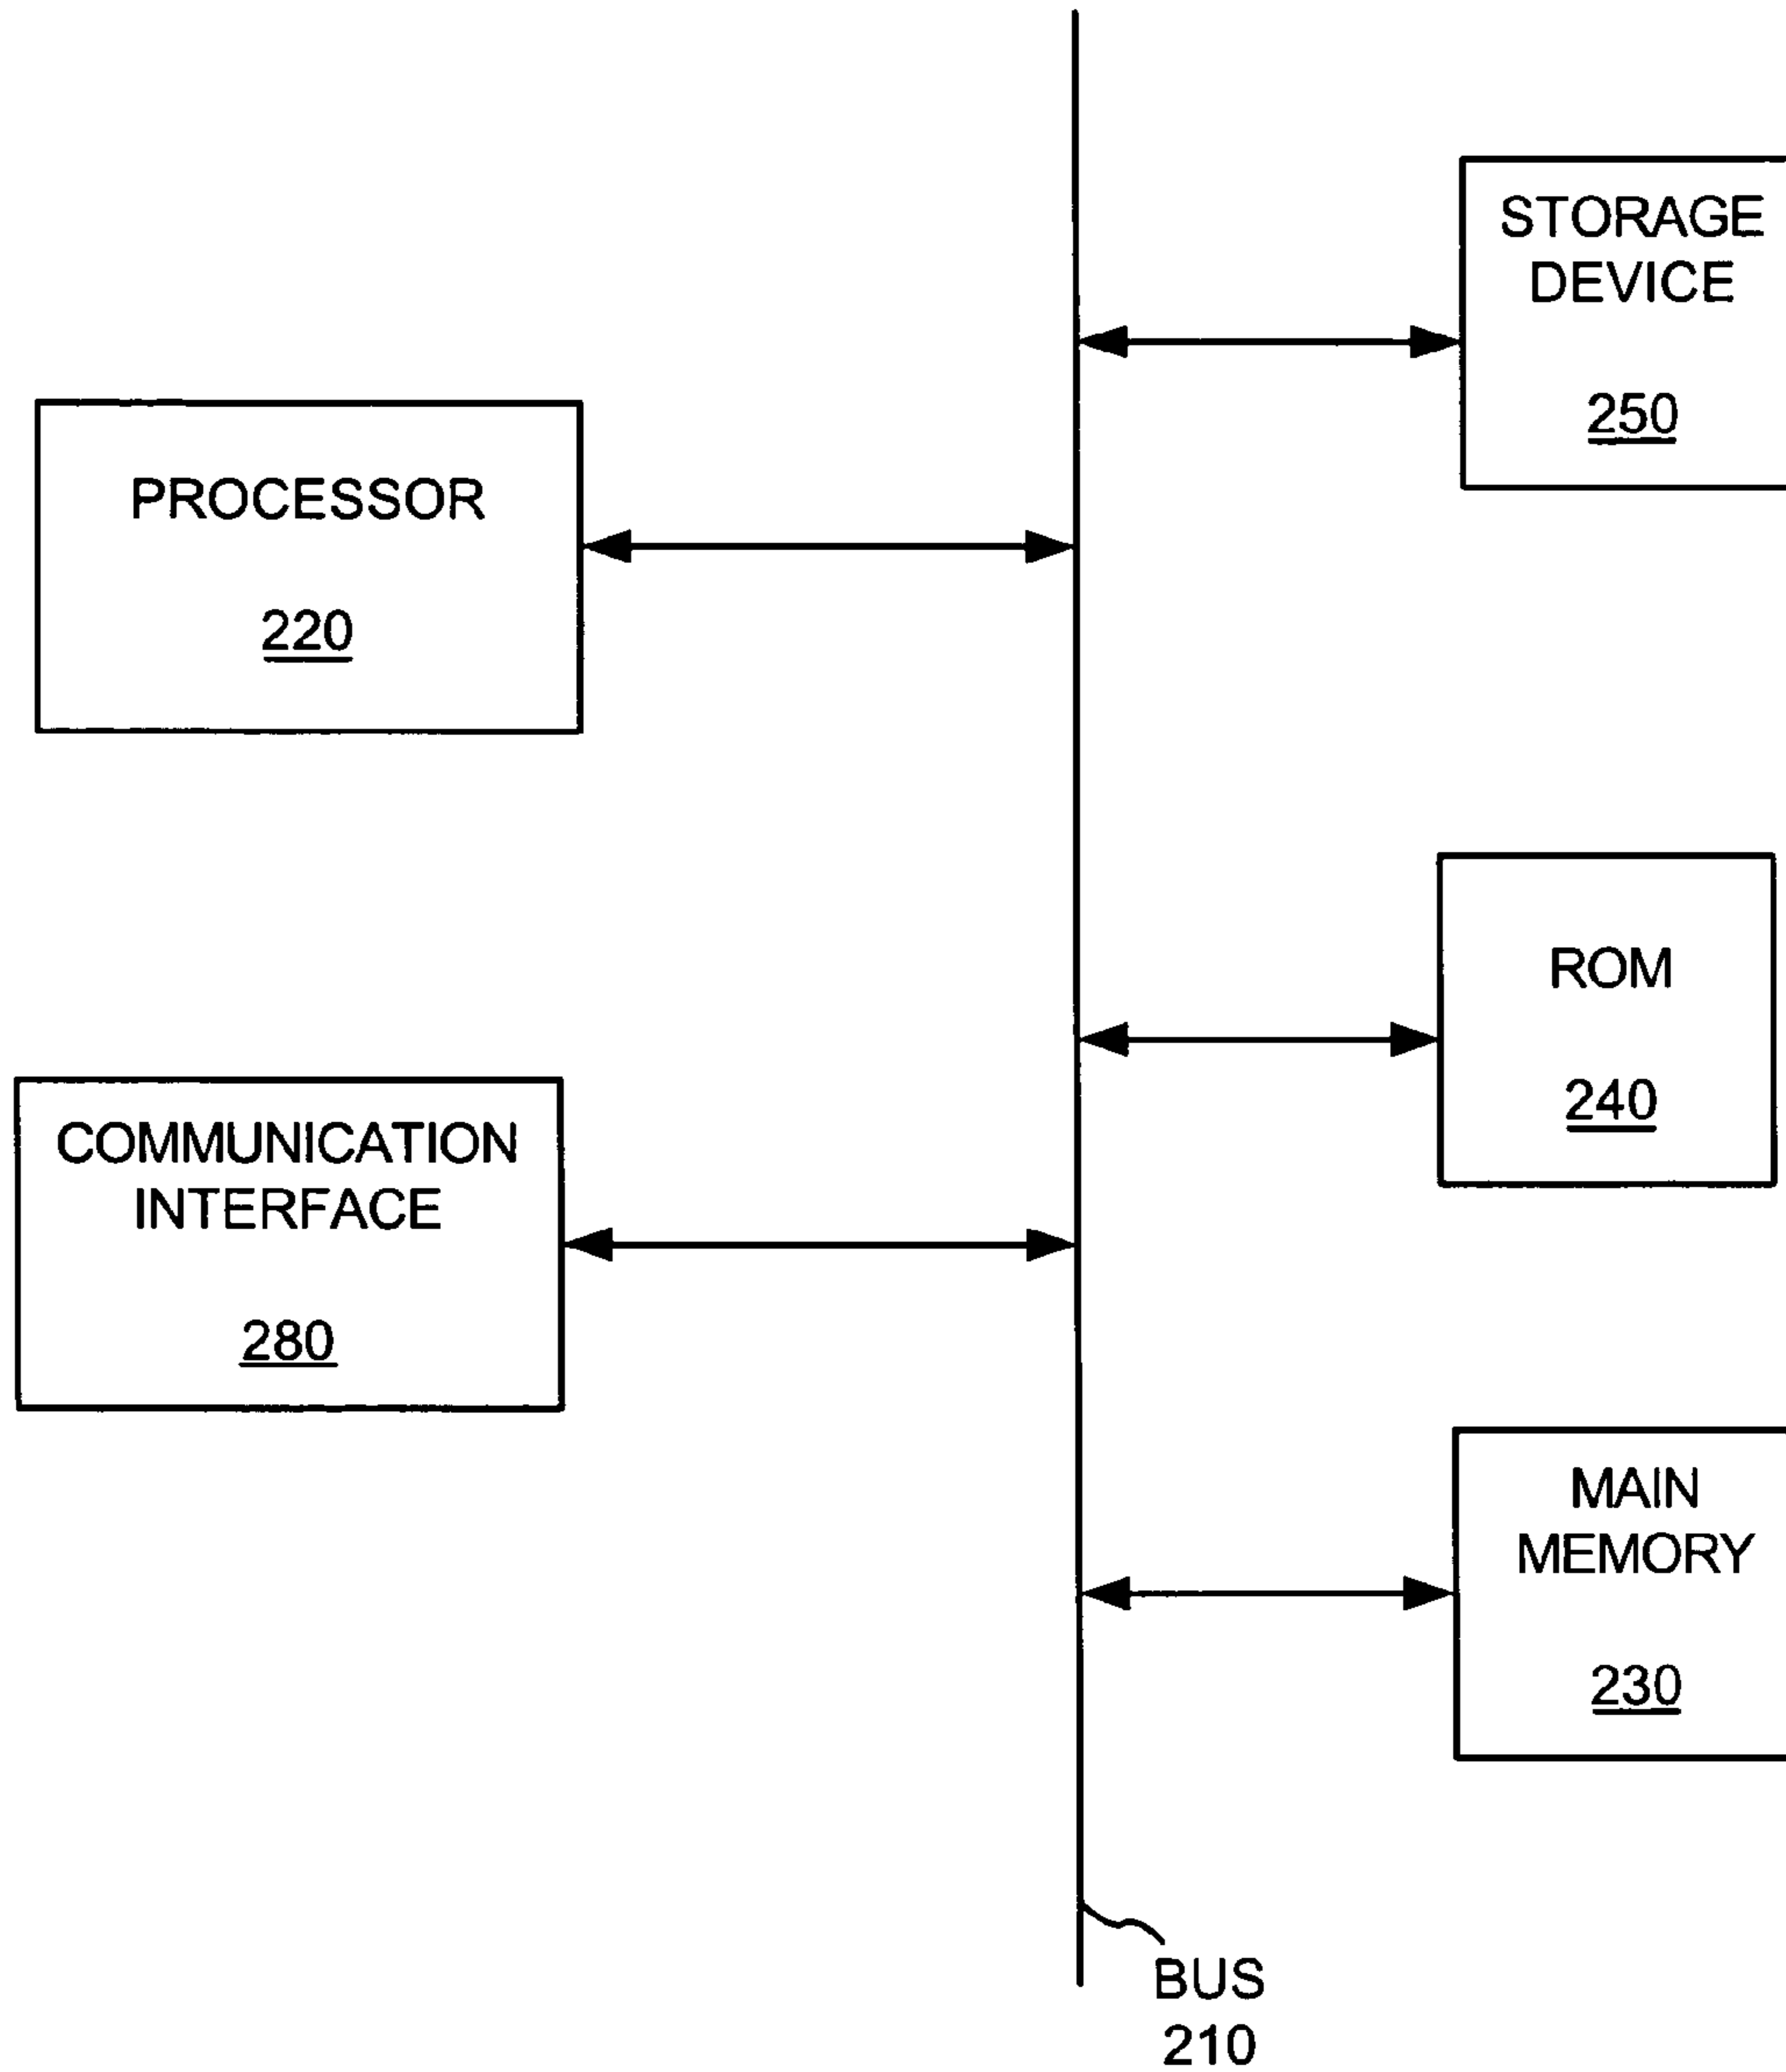 STORAGE
DEVICE
250
PROCESSOR
220
ROM
240
COMMUNICATION
INTERFACE
280
MAIN
MEMORY
230
BUS
210